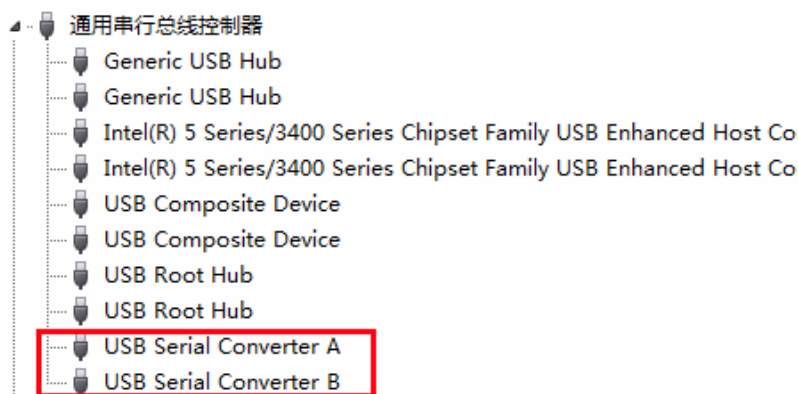 通用串行总线控制器
Generic USB Hub
Generic USB Hub
Intel(R) 5 Series/3400 Series Chipset Family USB Enhanced Host Co
Intel(R) 5 Series/3400 Series Chipset Family USB Enhanced Host Co
USB Composite Device
USB Composite Device
USB Root Hub
USB Root Hub
USB Serial Converter A
USB Serial Converter B